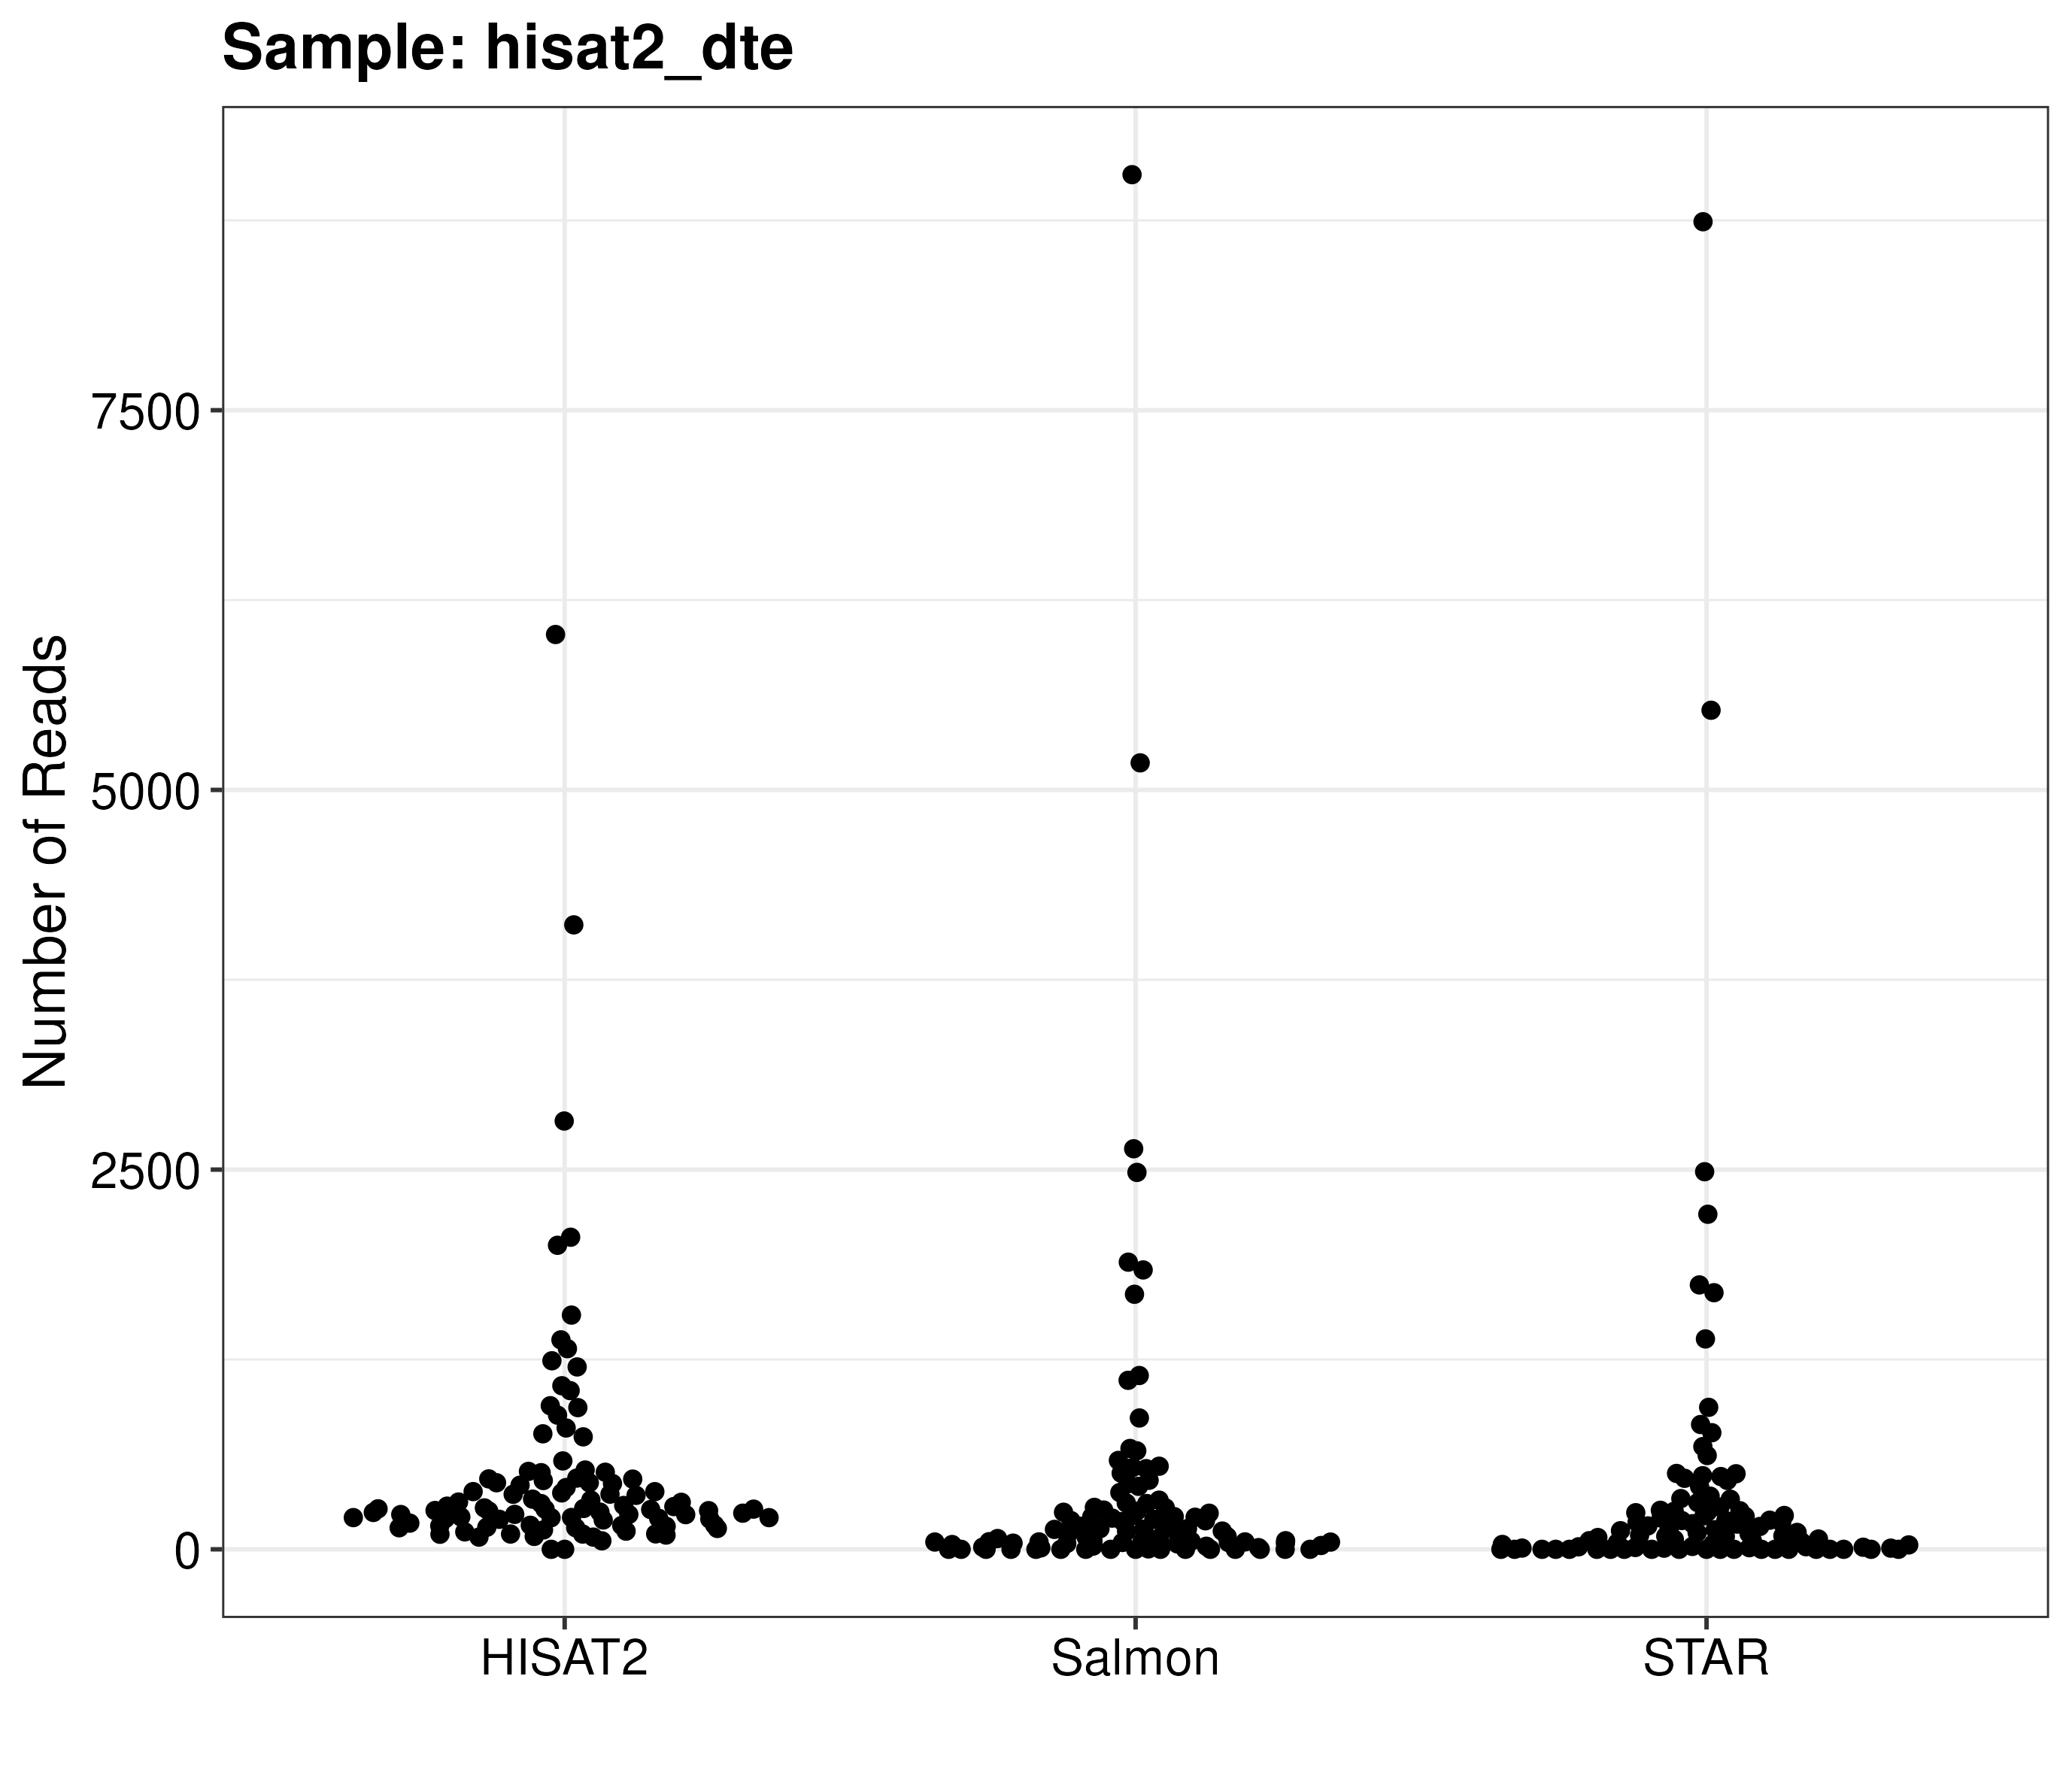 Sample: hisat2_dte
Number of Reads
7500
5000
2500
0
HISAT2
Salmon
STAR